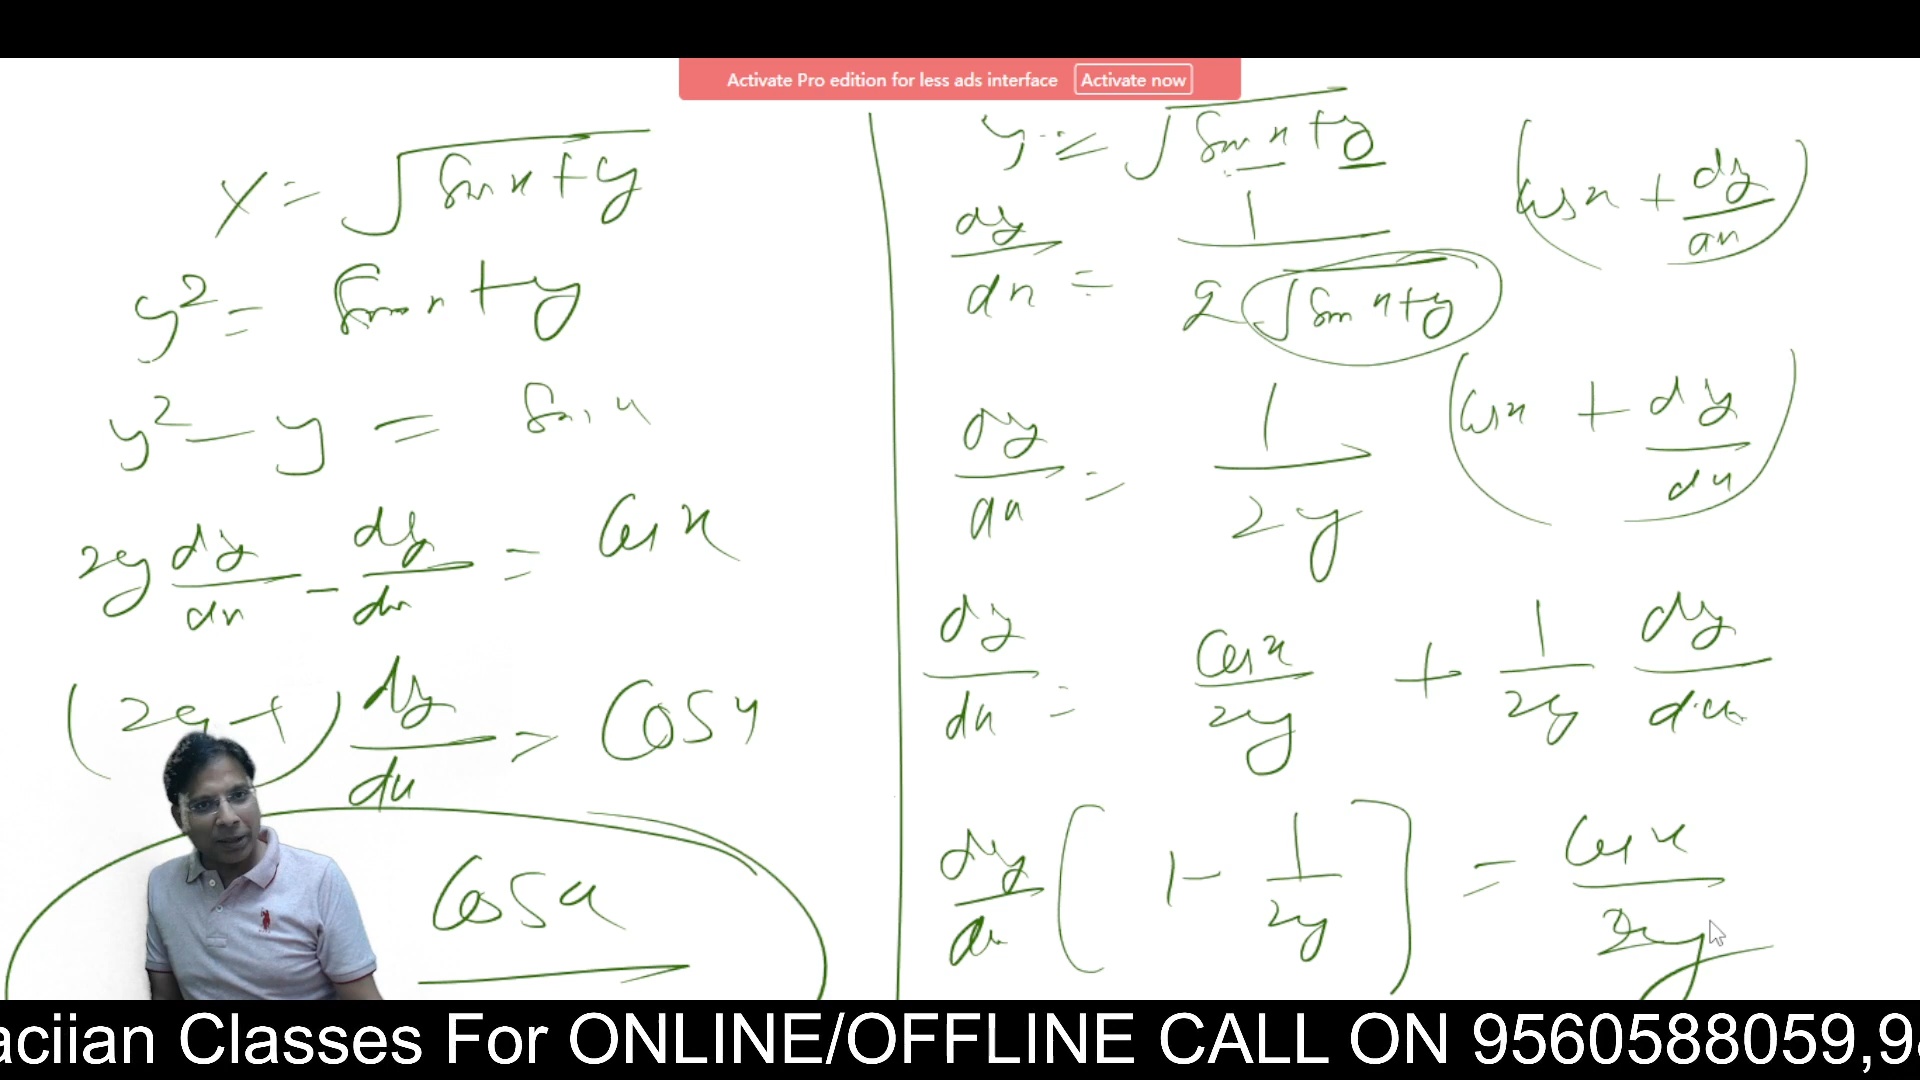 Activate Pro edition for less ads interface Activate now
y = √(sin x + y)
y² = sin x + y
y² - y = sin x
2y dy/dx - dy/dx = cos x
(2y - 1) dy/dx = cos x
cos x
y = √(sin x + y)
dy/dx = 1/(2√(sin x + y)) (cos x + dy/dx)
dy/dx = 1/2y (cos x + dy/dx)
dy/dx = cos x/2y + 1/2y dy/dx
dy/dx [1 - 1/2y] = cos x/2y
aciian Classes For ONLINE/OFFLINE CALL ON 9560588059,9